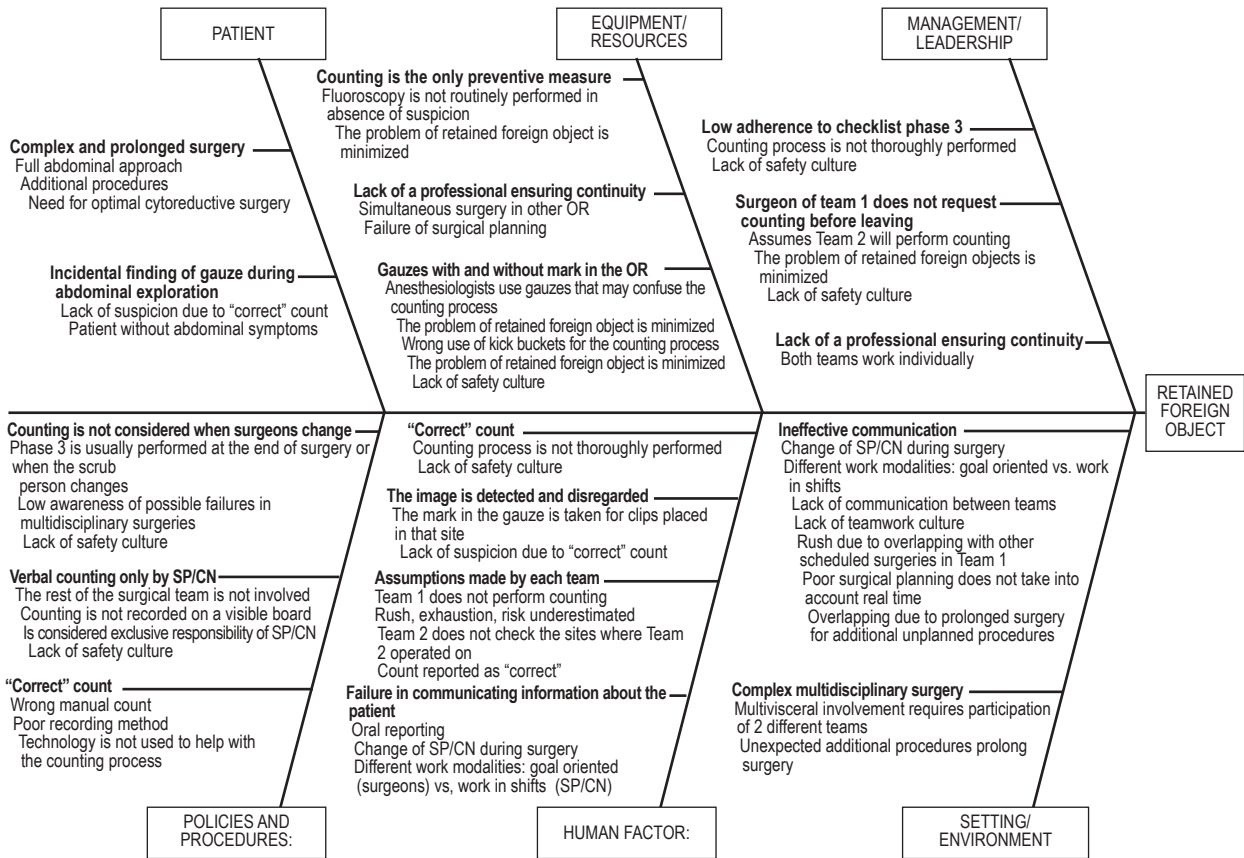 PATIENT
Complex and prolonged surgery
Full abdominal approach
Additional procedures
Need for optimal cytoreductive surgery
Incidental finding of gauze during
abdominal exploration
Lack of suspicion due to “correct” count
Patient without abdominal symptoms
EQUIPMENT/
RESOURCES
Counting is the only preventive measure
Fluoroscopy is not routinely performed in
absence of suspicion
The problem of retained foreign object is
minimized
Lack of a professional ensuring continuity
Simultaneous surgery in other OR
Failure of surgical planning
Gauzes with and without mark in the OR
Anesthesiologists use gauzes that may confuse the
counting process
The problem of retained foreign object is minimized
Wrong use of kick buckets for the counting process
The problem of retained foreign object is minimized
Lack of safety culture
MANAGEMENT/
LEADERSHIP
Low adherence to checklist phase 3
Counting process is not thoroughly performed
Lack of safety culture
Surgeon of team 1 does not request
counting before leaving
Assumes Team 2 will perform counting
The problem of retained foreign objects is
minimized
Lack of safety culture
Lack of a professional ensuring continuity
Both teams work individually
RETAINED
FOREIGN
OBJECT
Counting is not considered when surgeons change
Phase 3 is usually performed at the end of surgery or
when the scrub
person changes
Low awareness of possible failures in
multidisciplinary surgeries
Lack of safety culture
Verbal counting only by SP/CN
The rest of the surgical team is not involved
Counting is not recorded on a visible board
Is considered exclusive responsibility of SP/CN
Lack of safety culture
“Correct” count
Wrong manual count
Poor recording method
Technology is not used to help with
the counting process
POLICIES AND
PROCEDURES:
“Correct” count
Counting process is not thoroughly performed
Lack of safety culture
The image is detected and disregarded
The mark in the gauze is taken for clips placed
in that site
Lack of suspicion due to “correct” count
Assumptions made by each team
Team 1 does not perform counting
Rush, exhaustion, risk underestimated
Team 2 does not check the sites where Team
2 operated on
Count reported as “correct”
Failure in communicating information about the
patient
Oral reporting
Change of SP/CN during surgery
Different work modalities: goal oriented
(surgeons) vs, work in shifts (SP/CN)
HUMAN FACTOR:
Ineffective communication
Change of SP/CN during surgery
Different work modalities: goal oriented vs. work
in shifts
Lack of communication between teams
Lack of teamwork culture
Rush due to overlapping with other
scheduled surgeries in Team 1
Poor surgical planning does not take into
account real time
Overlapping due to prolonged surgery
for additional unplanned procedures
Complex multidisciplinary surgery
Multivisceral involvement requires participation
of 2 different teams
Unexpected additional procedures prolong
surgery
SETTING/
ENVIRONMENT